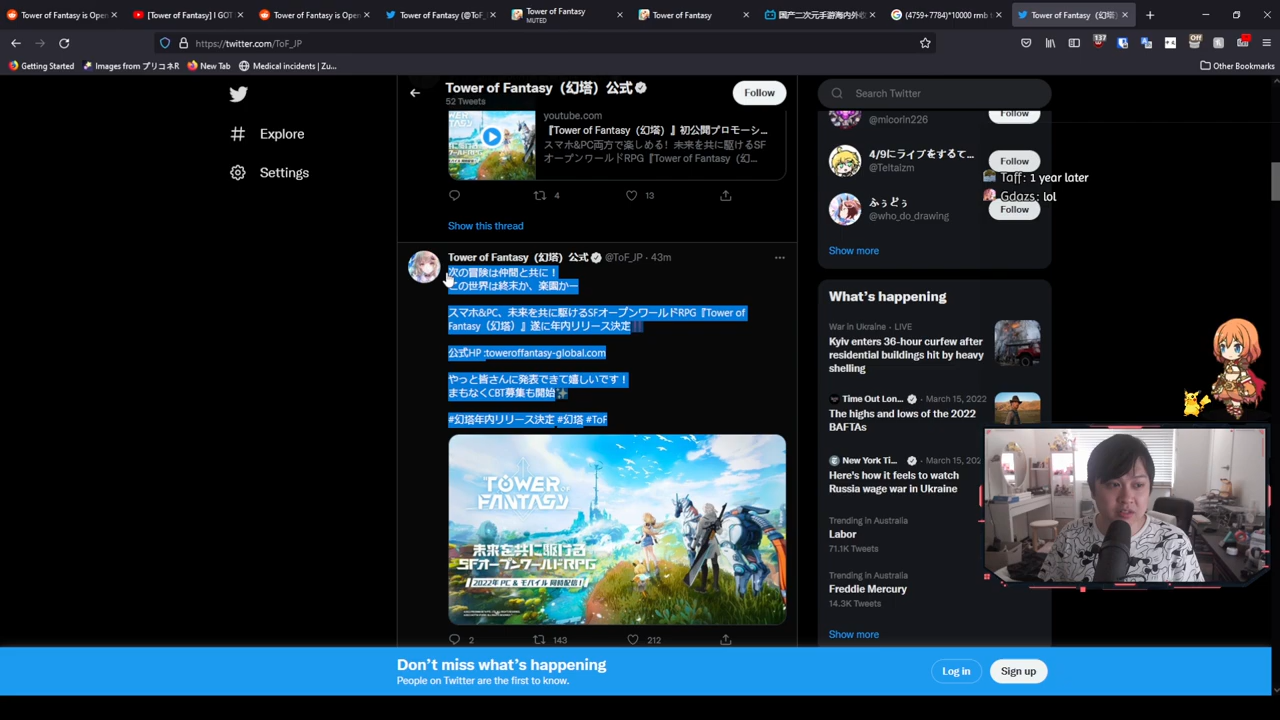 Tower of Fantasy is Open
[Tower of Fantasy] I GOT
Tower of Fantasy is Open
Tower of Fantasy (@ToF_
Tower of Fantasy
MUTED
Tower of Fantasy
国产二次元手游海内外收
(4759+7784)*10000 rmb t
Tower of Fantasy（幻塔）
https://twitter.com/ToF_JP
137
Off
Getting Started
Images from プリコネR
New Tab
Medical incidents | Zu...
Other Bookmarks
Tower of Fantasy（幻塔）公式
52 Tweets
Follow
Search Twitter
Explore
Settings
youtube.com
『Tower of Fantasy（幻塔）』初公開プロモーシ...
スマホ&PC両方で楽しめる！未来を共に駆けるSF
オープンワールドRPG『Tower of Fantasy（幻...
4
13
Show this thread
Tower of Fantasy（幻塔）公式 @ToF_JP · 43m
次の冒険は仲間と共に！
この世界は終末か、楽園かー
スマホ&PC、未来を共に駆けるSFオープンワールドRPG『Tower of
Fantasy（幻塔）』遂に年内リリース決定
公式HP :toweroffantasy-global.com
やっと皆さんに発表できて嬉しいです！
まもなくCBT募集も開始✨
#幻塔年内リリース決定 #幻塔 #ToF
TOWER OF
FANTASY
未来を共に駆ける
SFオープンワールドRPG
2022年 PC & モバイル 同時配信！
2
143
212
@mlcorin226
Follow
4/9にライブをするて...
@Teltalzm
Follow
ふぅどぅ
@who_do_drawing
Follow
Taff: 1 year later
Gdazs: lol
Show more
What's happening
War in Ukraine · LIVE
Kyiv enters 36-hour curfew after
residential buildings hit by heavy
shelling
Time Out Lon... · March 15, 2022
The highs and lows of the 2022
BAFTAs
New York Ti... · March 15, 202
Here's how it feels to watch
Russia wage war in Ukraine
Trending in Australia
Labor
71.1K Tweets
Trending in Australia
Freddie Mercury
14.3K Tweets
Show more
Don't miss what's happening
People on Twitter are the first to know.
Log in
Sign up